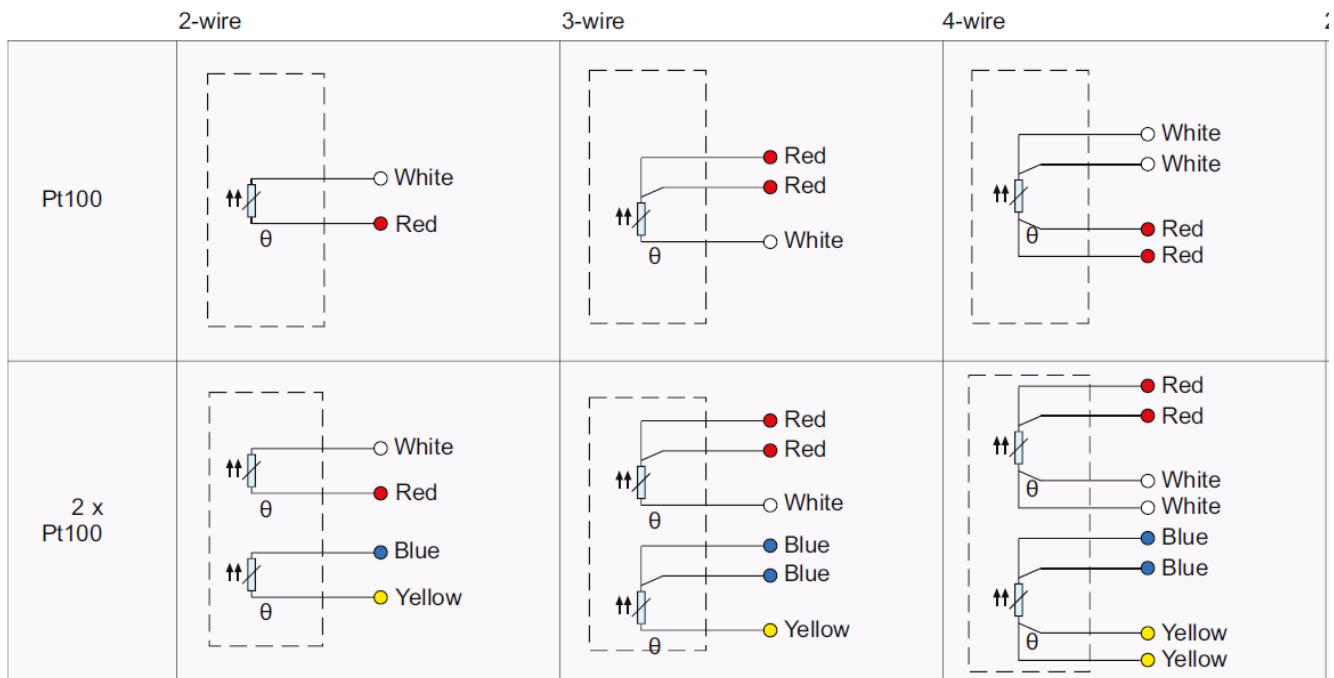 2-wire 3-wire 4-wire 2
Pt100
White
Red
θ
Red
Red
White
θ
White
White
Red
Red
θ
2 x
Pt100
White
Red
θ
Blue
Yellow
θ
Red
Red
White
θ
Blue
Blue
Yellow
θ
Red
Red
White
White
θ
Blue
Blue
Yellow
Yellow
θ